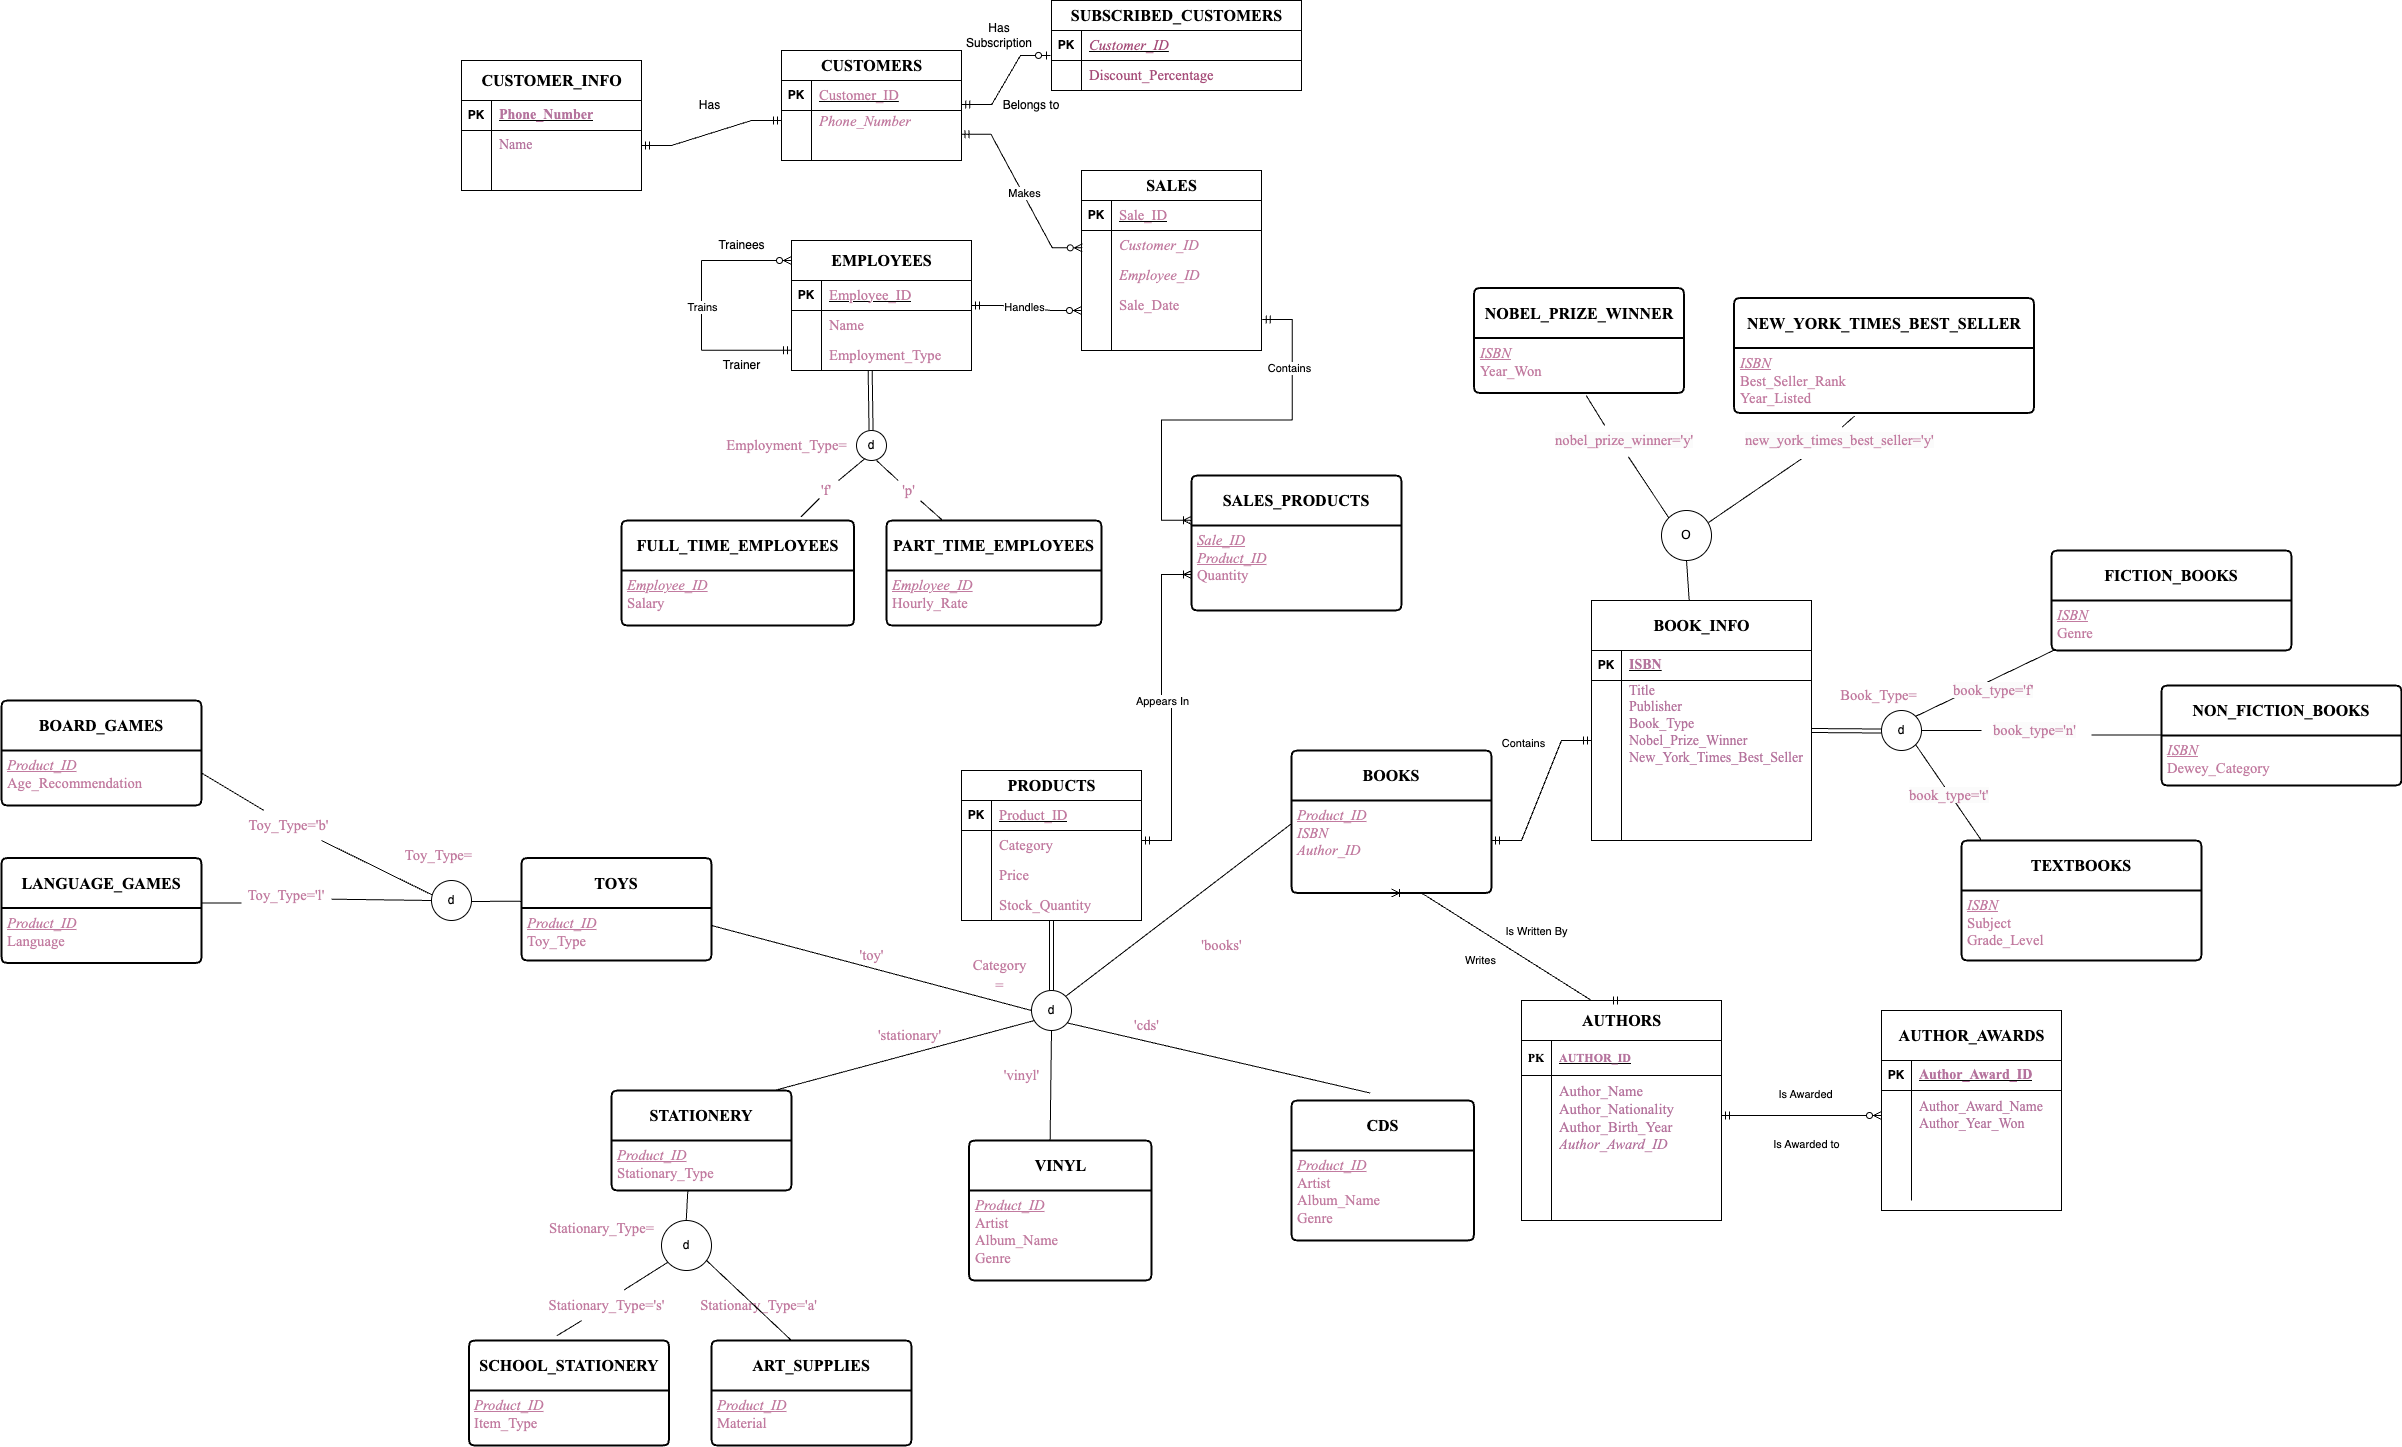 SUBSCRIBED_CUSTOMERS
PK Customer_ID
Discount_Percentage
Has
Subscription
Belongs to
CUSTOMERS
PK Customer_ID
Phone_Number
CUSTOMER_INFO
PK Phone_Number
Name
Has
Makes
SALES
PK Sale_ID
Customer_ID
Employee_ID
Sale_Date
Trainees
Trains
Trainer
EMPLOYEES
PK Employee_ID
Name
Employment_Type
Handles
Contains
Employment_Type=
d
'f'
'p'
FULL_TIME_EMPLOYEES
Employee_ID
Salary
PART_TIME_EMPLOYEES
Employee_ID
Hourly_Rate
SALES_PRODUCTS
Sale_ID
Product_ID
Quantity
Appears In
NOBEL_PRIZE_WINNER
ISBN
Year_Won
NEW_YORK_TIMES_BEST_SELLER
ISBN
Best_Seller_Rank
Year_Listed
nobel_prize_winner='y'
new_york_times_best_seller='y'
O
BOOK_INFO
PK ISBN
Title
Publisher
Book_Type
Nobel_Prize_Winner
New_York_Times_Best_Seller
Book_Type=
d
book_type='f'
book_type='n'
book_type='t'
FICTION_BOOKS
ISBN
Genre
NON_FICTION_BOOKS
ISBN
Dewey_Category
TEXTBOOKS
ISBN
Subject
Grade_Level
BOARD_GAMES
Product_ID
Age_Recommendation
LANGUAGE_GAMES
Product_ID
Language
Toy_Type='b'
Toy_Type='l'
Toy_Type=
d
TOYS
Product_ID
Toy_Type
PRODUCTS
PK Product_ID
Category
Price
Stock_Quantity
BOOKS
Product_ID
ISBN
Author_ID
Contains
'toy'
Category
=
'books'
d
'stationary'
'vinyl'
'cds'
Is Written By
Writes
AUTHORS
PK AUTHOR_ID
Author_Name
Author_Nationality
Author_Birth_Year
Author_Award_ID
Is Awarded
Is Awarded to
AUTHOR_AWARDS
PK Author_Award_ID
Author_Award_Name
Author_Year_Won
STATIONERY
Product_ID
Stationary_Type
VINYL
Product_ID
Artist
Album_Name
Genre
CDS
Product_ID
Artist
Album_Name
Genre
Stationary_Type=
d
Stationary_Type='s'
Stationary_Type='a'
SCHOOL_STATIONERY
Product_ID
Item_Type
ART_SUPPLIES
Product_ID
Material